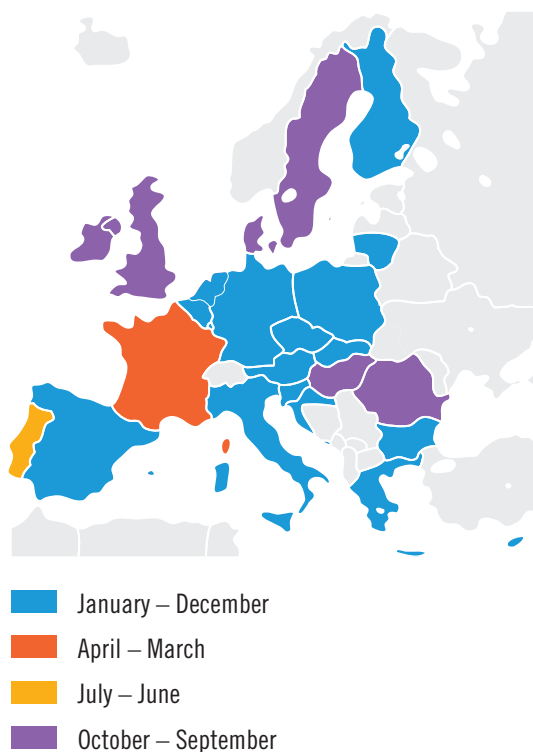 January – December
April – March
July – June
October – September